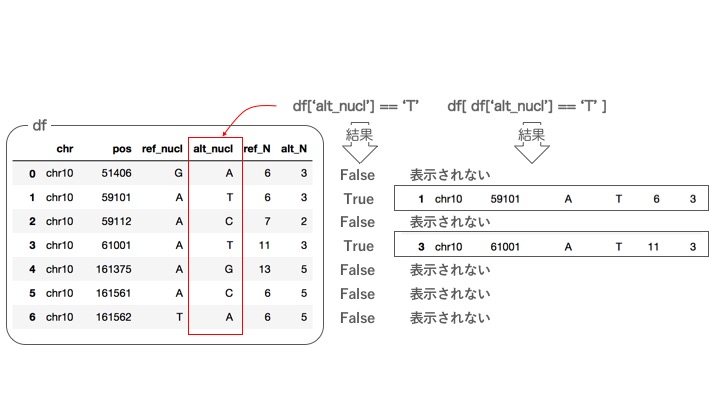 df['alt_nucl'] == 'T' df[ df['alt_nucl'] == 'T' ]
df
結果 結果
chr pos ref_nucl alt_nucl ref_N alt_N
0 chr10 51406 G A 6 3 False 表示されない
1 chr10 59101 A T 6 3 True 1 chr10 59101 A T 6 3
2 chr10 59112 A C 7 2 False 表示されない
3 chr10 61001 A T 11 3 True 3 chr10 61001 A T 11 3
4 chr10 161375 A G 13 5 False 表示されない
5 chr10 161561 A C 6 5 False 表示されない
6 chr10 161562 T A 6 5 False 表示されない